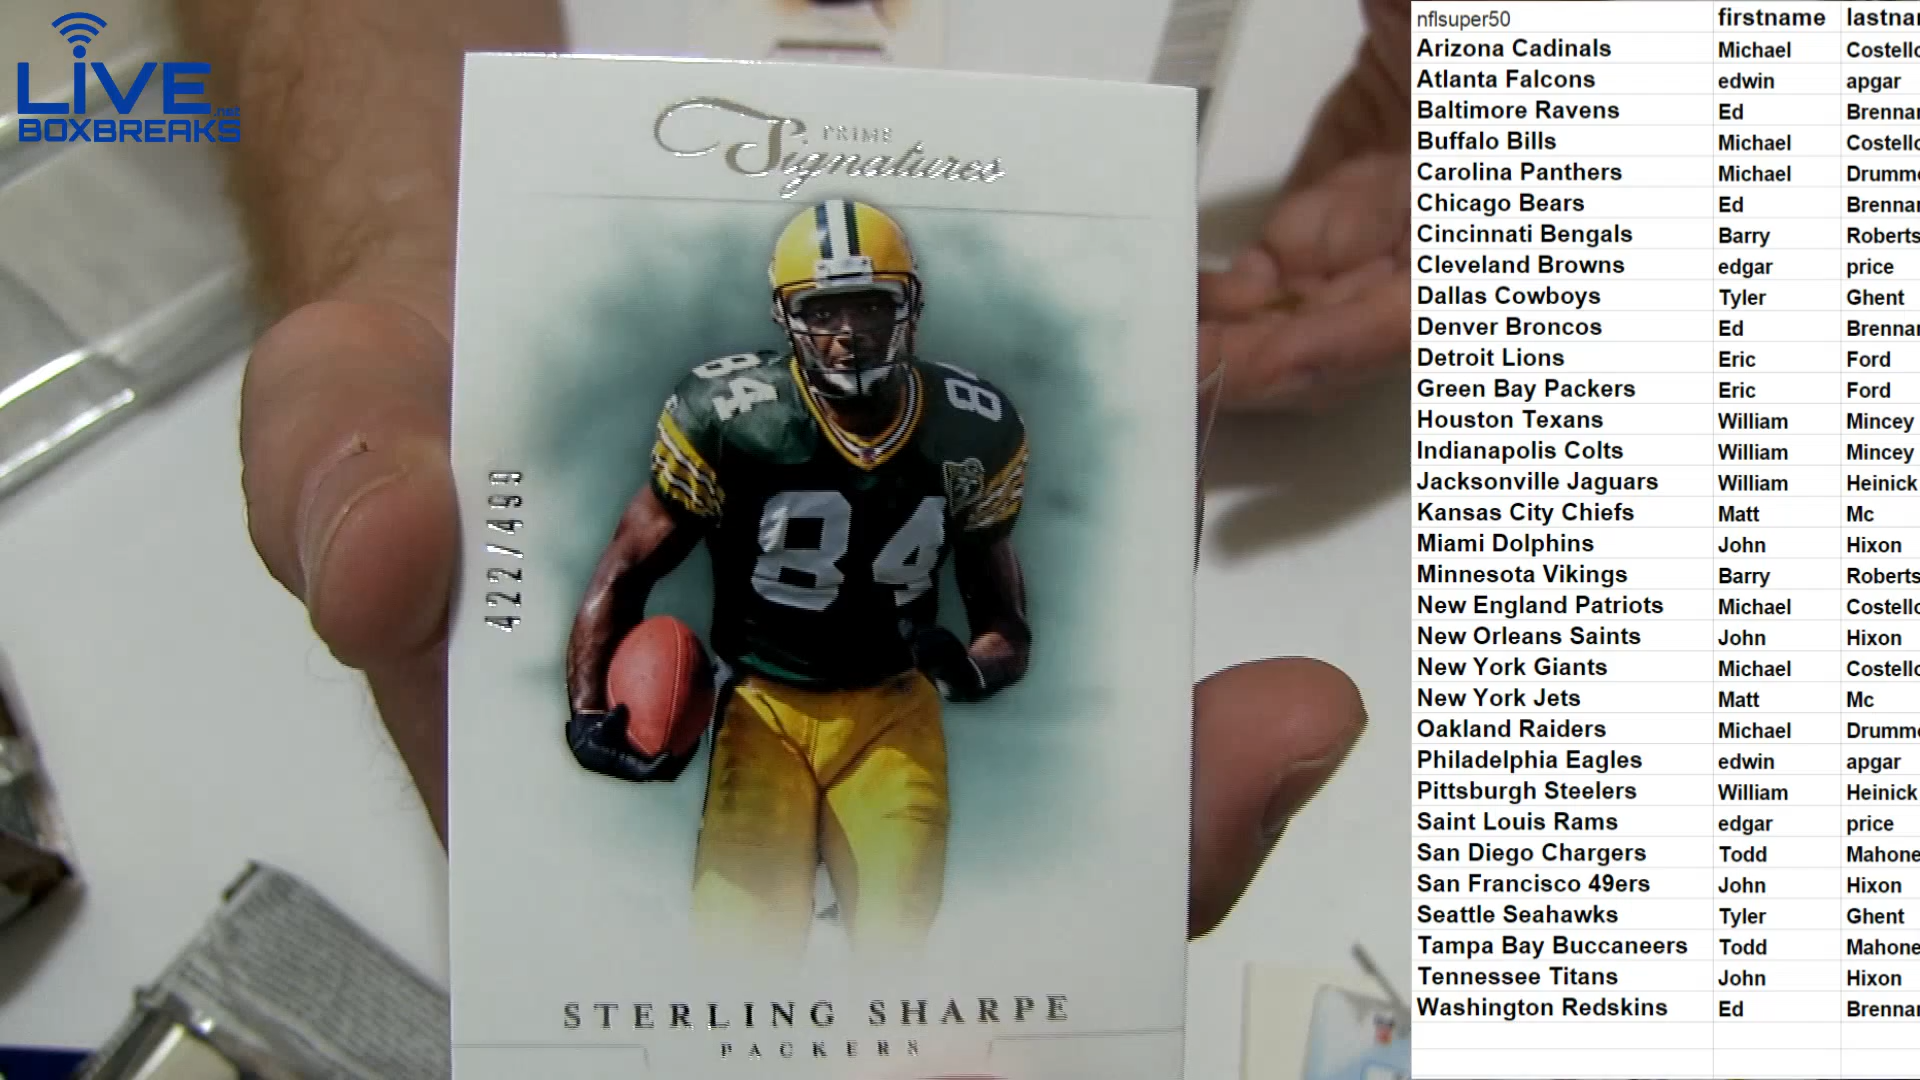 LiVE.net
BOXBREAKS
PRIME
Signatures
84
84
422/499
STERLING SHARPE
PACKERS
nflsuper50 firstname
Arizona Cadinals Michael
Atlanta Falcons edwin apgar
Baltimore Ravens Ed
Buffalo Bills Michael
Carolina Panthers Michael
Chicago Bears Ed
Cincinnati Bengals Barry Roberts
Cleveland Browns edgar price
Dallas Cowboys Tyler Ghent
Denver Broncos Ed
Detroit Lions Eric Ford
Green Bay Packers Eric Ford
Houston Texans William Mincey
Indianapolis Colts William Mincey
Jacksonville Jaguars William Heinick
Kansas City Chiefs Matt Mc
Miami Dolphins John Hixon
Minnesota Vikings Barry Roberts
New England Patriots Michael
New Orleans Saints John Hixon
New York Giants Michael
New York Jets Matt Mc
Oakland Raiders Michael
Philadelphia Eagles edwin apgar
Pittsburgh Steelers William Heinick
Saint Louis Rams edgar price
San Diego Chargers Todd
San Francisco 49ers John Hixon
Seattle Seahawks Tyler Ghent
Tampa Bay Buccaneers Todd
Tennessee Titans John Hixon
Washington Redskins Ed